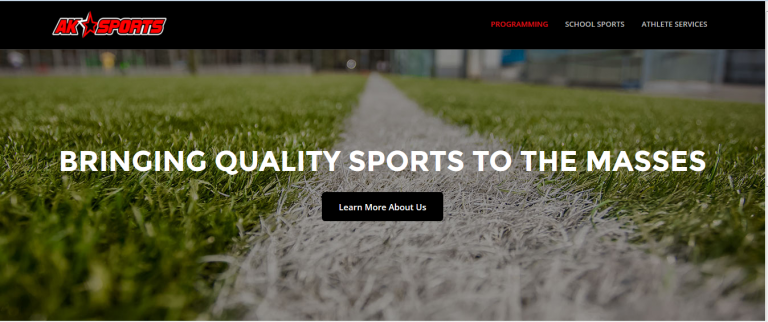 AK SPORTS
PROGRAMMING SCHOOL SPORTS ATHLETE SERVICES
BRINGING QUALITY SPORTS TO THE MASSES
Learn More About Us